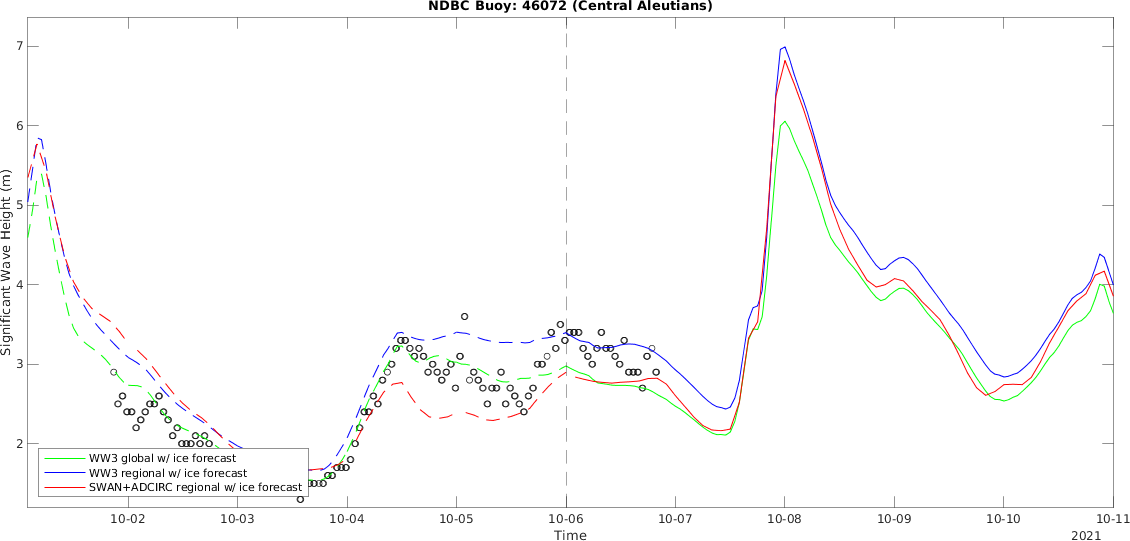 NDBC Buoy: 46072 (Central Aleutians)
7
6
5
4
3
2
Significant Wave Height (m)
WW3 global w/ ice forecast
WW3 regional w/ ice forecast
SWAN+ADCIRC regional w/ ice forecast
10-02 10-03 10-04 10-05 10-06 10-07 10-08 10-09 10-10 10-11
Time
2021